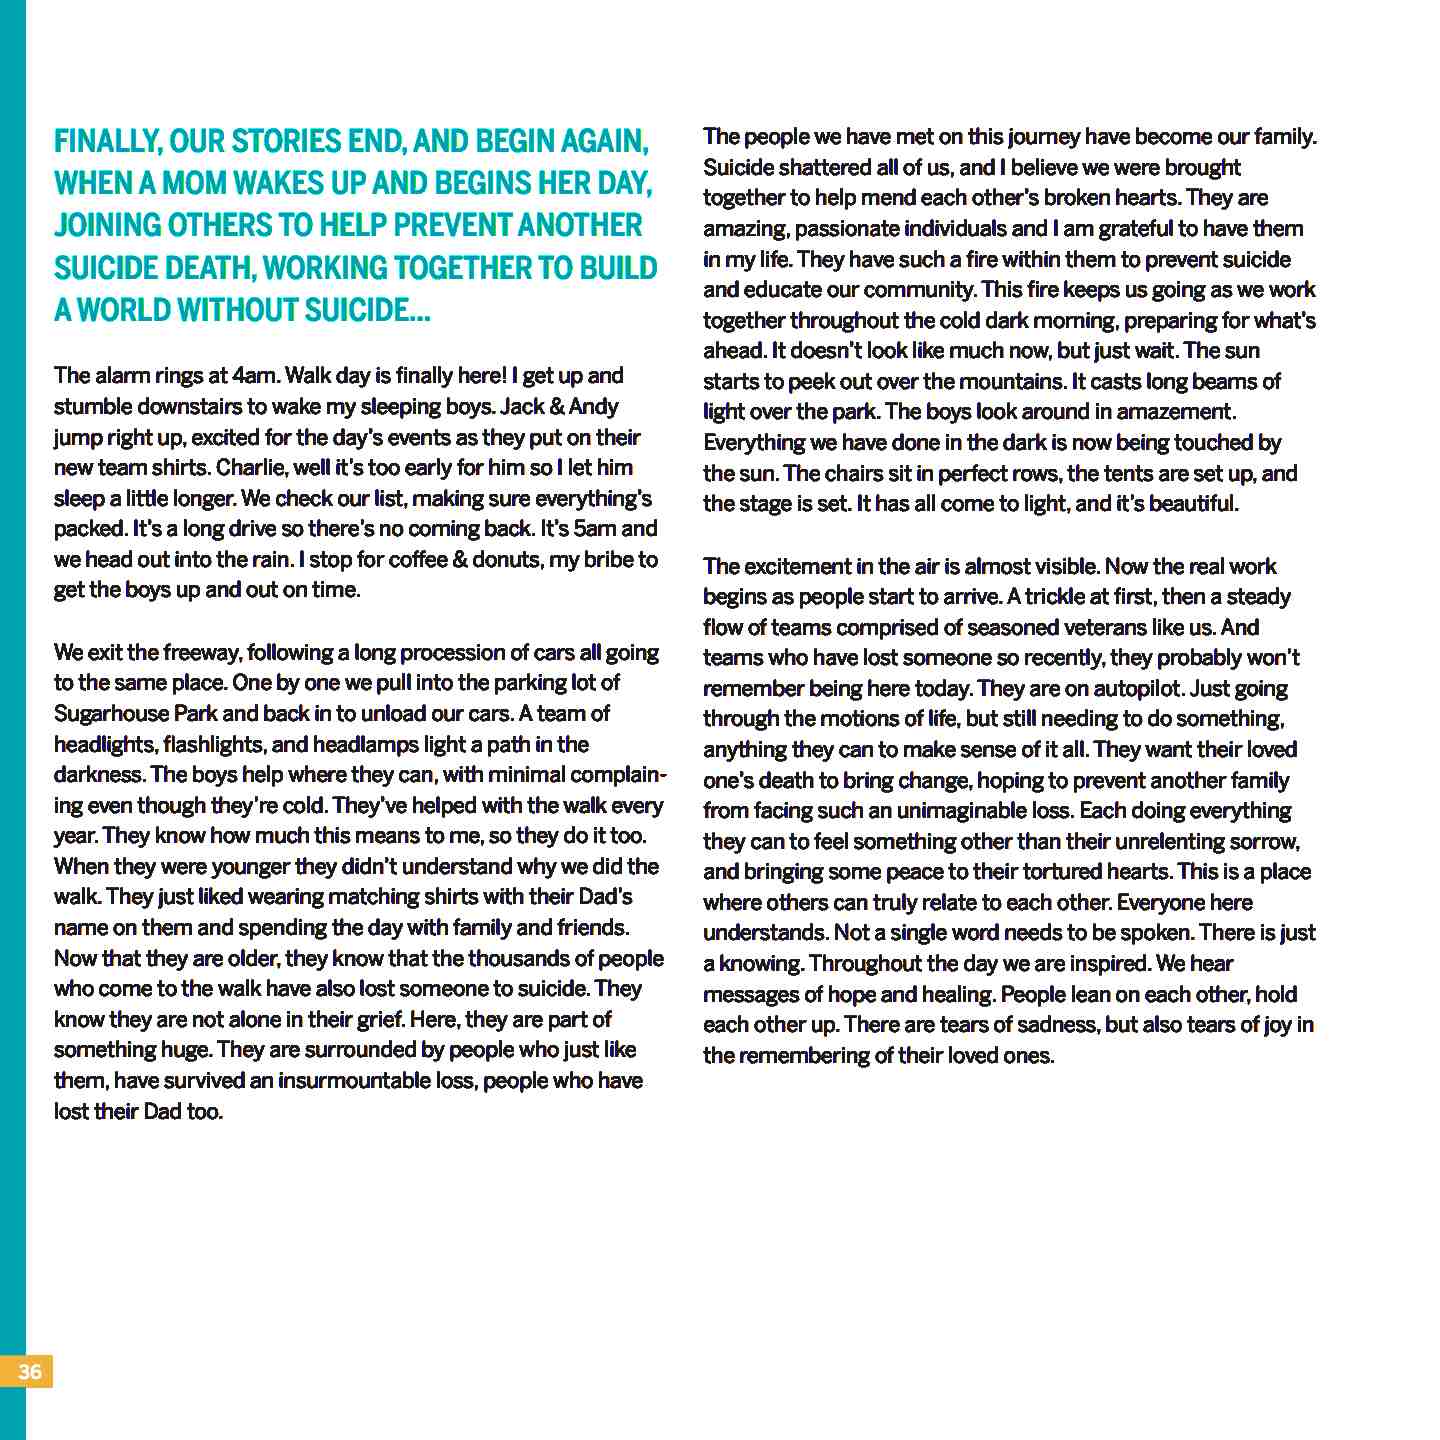 FINALLY, OUR STORIES END, AND BEGIN AGAIN,
WHEN A MOM WAKES UP AND BEGINS HER DAY,
JOINING OTHERS TO HELP PREVENT ANOTHER
SUICIDE DEATH, WORKING TOGETHER TO BUILD
A WORLD WITHOUT SUICIDE...
The alarm rings at 4am. Walk day is finally here! I get up and
stumble downstairs to wake my sleeping boys. Jack & Andy
jump right up, excited for the day's events as they put on their
new team shirts. Charlie, well it's too early for him so I let him
sleep a little longer. We check our list, making sure everything's
packed. It's a long drive so there's no coming back. It's 5am and
we head out into the rain. I stop for coffee & donuts, my bribe to
get the boys up and out on time.
We exit the freeway, following a long procession of cars all going
to the same place. One by one we pull into the parking lot of
Sugarhouse Park and back in to unload our cars. A team of
headlights, flashlights, and headlamps light a path in the
darkness. The boys help where they can, with minimal complain-
ing even though they're cold. They've helped with the walk every
year. They know how much this means to me, so they do it too.
When they were younger they didn't understand why we did the
walk. They just liked wearing matching shirts with their Dad's
name on them and spending the day with family and friends.
Now that they are older, they know that the thousands of people
who come to the walk have also lost someone to suicide. They
know they are not alone in their grief. Here, they are part of
something huge. They are surrounded by people who just like
them, have survived an insurmountable loss, people who have
lost their Dad too.
The people we have met on this journey have become our family.
Suicide shattered all of us, and I believe we were brought
together to help mend each other's broken hearts. They are
amazing, passionate individuals and I am grateful to have them
in my life. They have such a fire within them to prevent suicide
and educate our community. This fire keeps us going as we work
together throughout the cold dark morning, preparing for what's
ahead. It doesn't look like much now, but just wait. The sun
starts to peek out over the mountains. It casts long beams of
light over the park. The boys look around in amazement.
Everything we have done in the dark is now being touched by
the sun. The chairs sit in perfect rows, the tents are set up, and
the stage is set. It has all come to light, and it's beautiful.
The excitement in the air is almost visible. Now the real work
begins as people start to arrive. A trickle at first, then a steady
flow of teams comprised of seasoned veterans like us. And
teams who have lost someone so recently, they probably won't
remember being here today. They are on autopilot. Just going
through the motions of life, but still needing to do something,
anything they can to make sense of it all. They want their loved
one's death to bring change, hoping to prevent another family
from facing such an unimaginable loss. Each doing everything
they can to feel something other than their unrelenting sorrow,
and bringing some peace to their tortured hearts. This is a place
where others can truly relate to each other. Everyone here
understands. Not a single word needs to be spoken. There is just
a knowing. Throughout the day we are inspired. We hear
messages of hope and healing. People lean on each other, hold
each other up. There are tears of sadness, but also tears of joy in
the remembering of their loved ones.
36